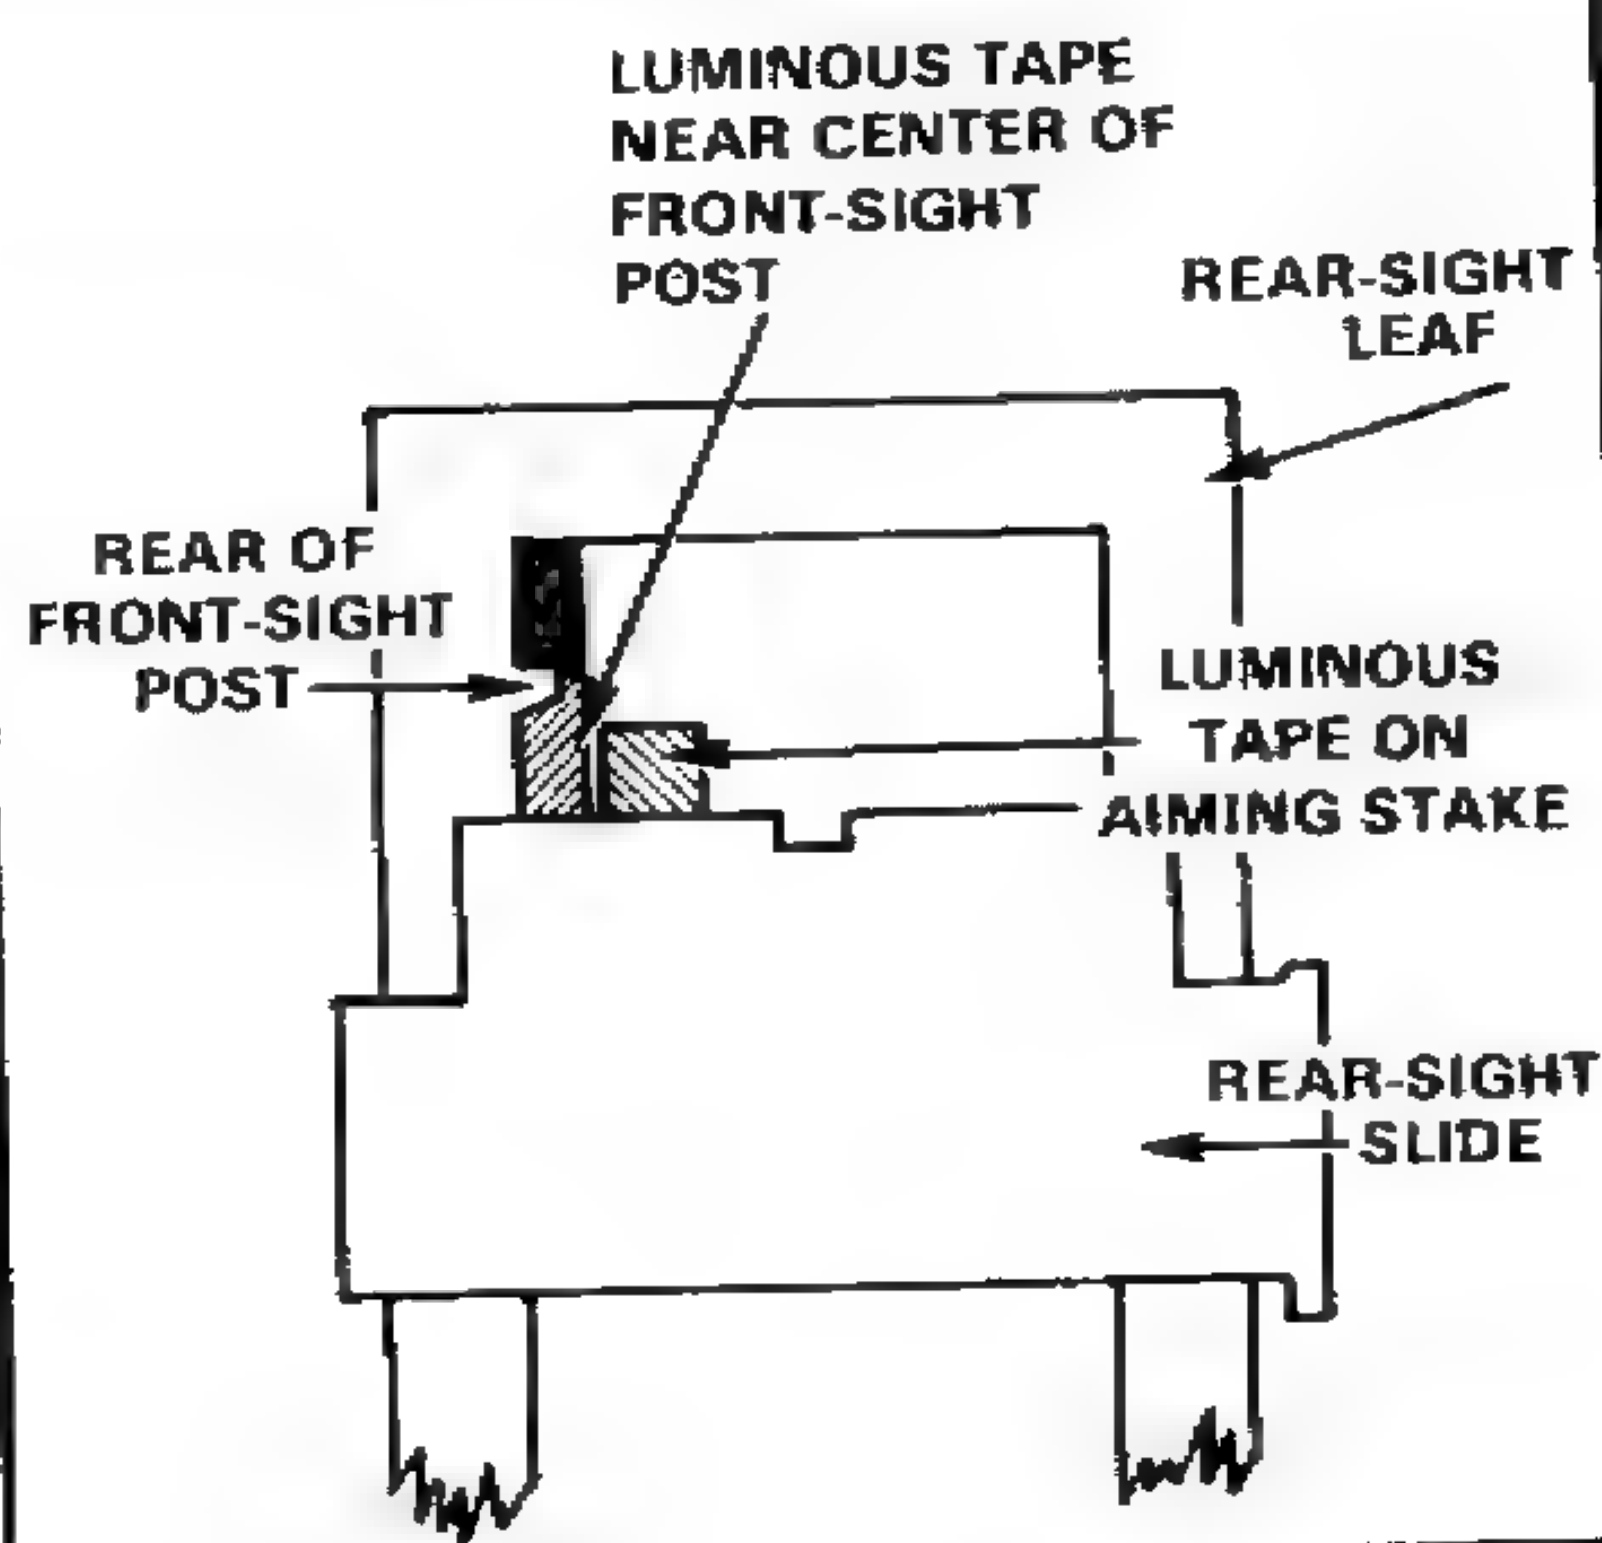 LUMINOUS TAPE
NEAR CENTER OF
FRONT-SIGHT
POST
REAR-SIGHT
LEAF
REAR OF
FRONT-SIGHT
POST
LUMINOUS
TAPE ON
AIMING STAKE
REAR-SIGHT
SLIDE